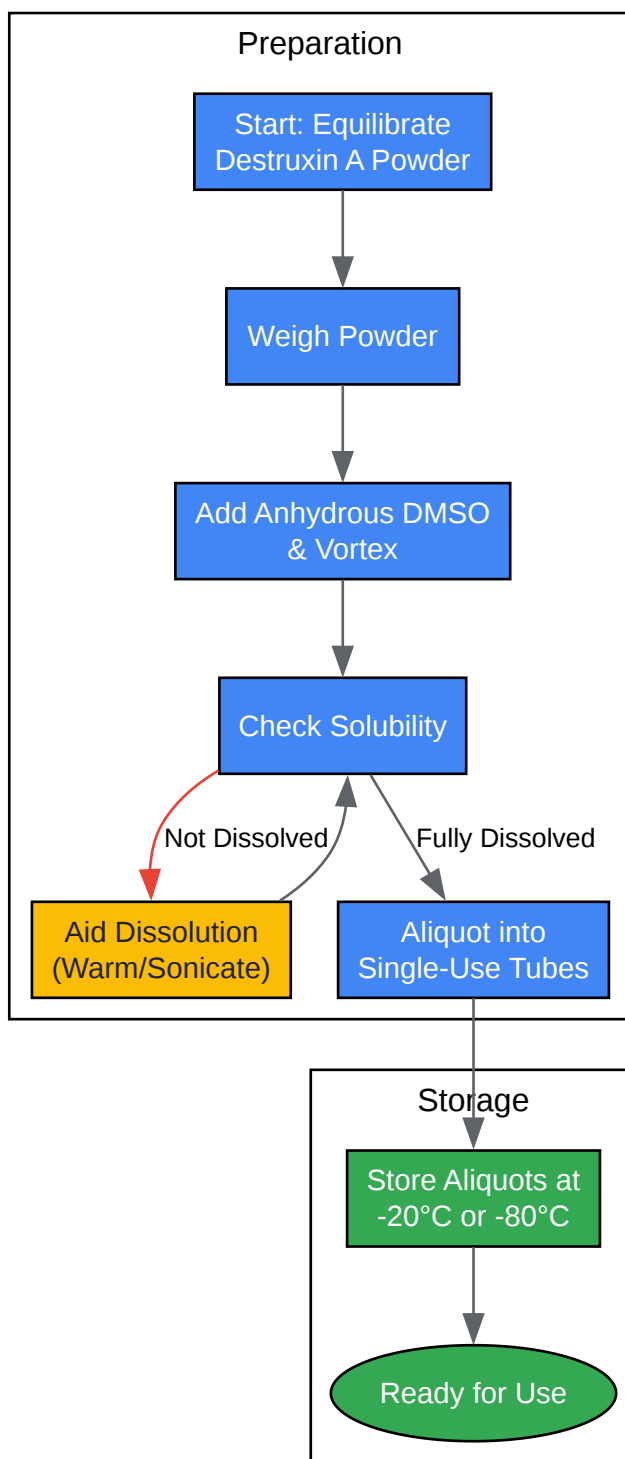 Preparation
Start: Equilibrate
Destruxin A Powder
Weigh Powder
Add Anhydrous DMSO
& Vortex
Check Solubility
Not Dissolved
Fully Dissolved
Aid Dissolution
(Warm/Sonicate)
Aliquot into
Single-Use Tubes
Storage
Store Aliquots at
-20°C or -80°C
Ready for Use